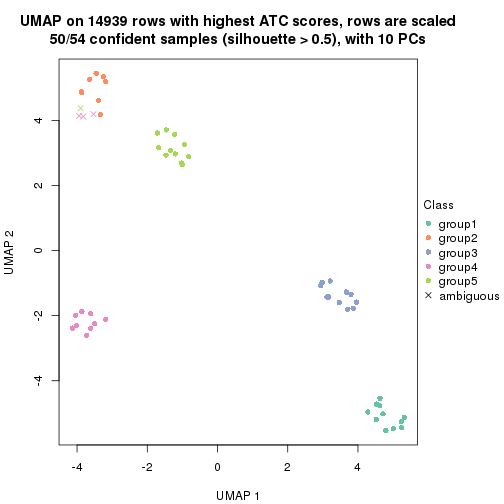 UMAP on 14939 rows with highest ATC scores, rows are scaled
50/54 confident samples (silhouette > 0.5), with 10 PCs
UMAP 2
4
2
0
-2
-4
-4
-2
0
2
4
UMAP 1
Class
group1
group2
group3
group4
group5
ambiguous